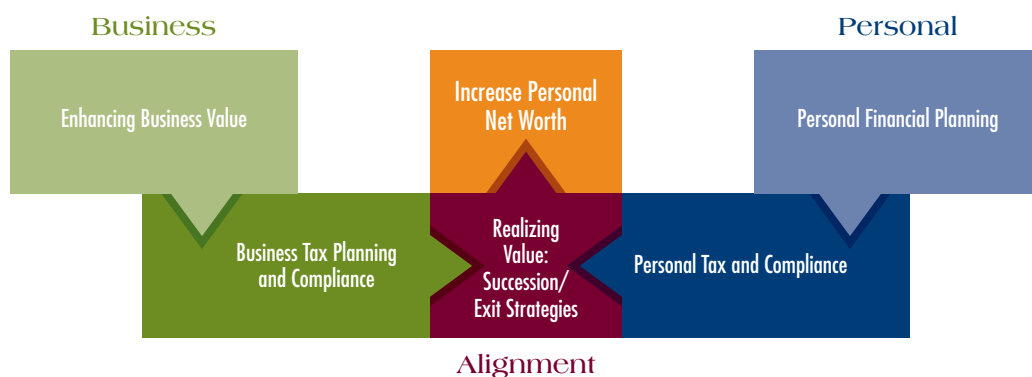 Business
Personal
Enhancing Business Value
Increase Personal
Net Worth
Personal Financial Planning
Business Tax Planning
and Compliance
Realizing
Value:
Succession/
Exit Strategies
Personal Tax and Compliance
Alignment